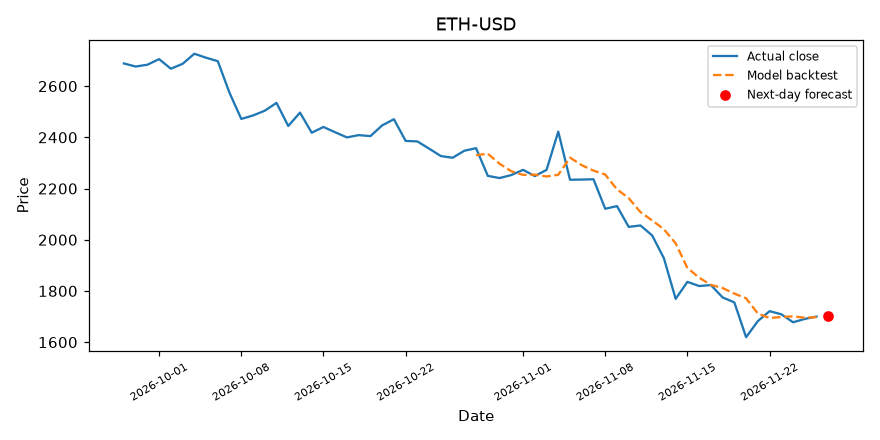 ETH-USD
Actual close
Model backtest
Next-day forecast
Price
2600
2400
2200
2000
1800
1600
2026-10-01
2026-10-08
2026-10-15
2026-10-22
2026-11-01
2026-11-08
2026-11-15
2026-11-22
Date